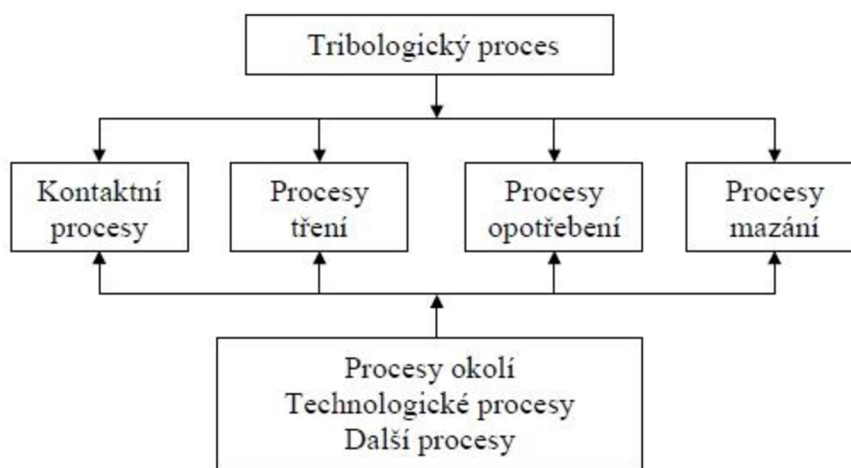 Tribologický proces
Kontaktní
procesy
Procesy
tření
Procesy
opotřebení
Procesy
mazání
Procesy okolí
Technologické procesy
Další procesy